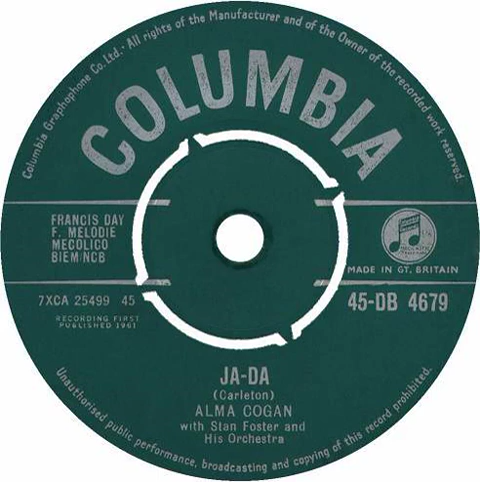 Columbia Graphophone Co. Ltd. · All rights of the Manufacturer and of the Owner of the recorded work reserved.
COLUMBIA
FRANCIS DAY
F. MELODIE
MECOLICO
BIEM/NCB
MADE IN GT. BRITAIN
7XCA 25499 45
45-DB 4679
RECORDING FIRST
PUBLISHED 1961
JA-DA
(Carleton)
ALMA COGAN
with Stan Foster and
His Orchestra
Unauthorised public performance, broadcasting and copying of this record prohibited.